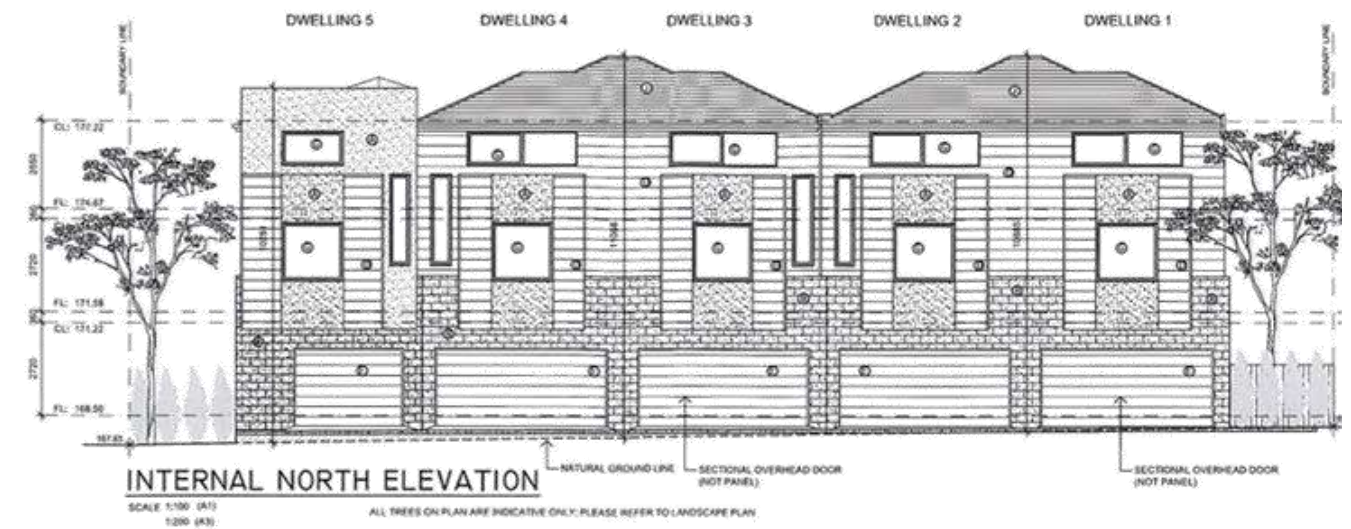 DWELLING 5 DWELLING 4 DWELLING 3 DWELLING 2 DWELLING 1
BOUNDARY LINE
BOUNDARY LINE
CL: 177.22
FL: 174.67
FL: 171.58
CL: 171.22
FL: 168.50
2550
2720
2720
NATURAL GROUND LINE
SECTIONAL OVERHEAD DOOR
(NOT PANEL)
SECTIONAL OVERHEAD DOOR
(NOT PANEL)
INTERNAL NORTH ELEVATION
SCALE 1:100 (A1)
1:200 (A3)
ALL TREES ON PLAN ARE INDICATIVE ONLY; PLEASE REFER TO LANDSCAPE PLAN